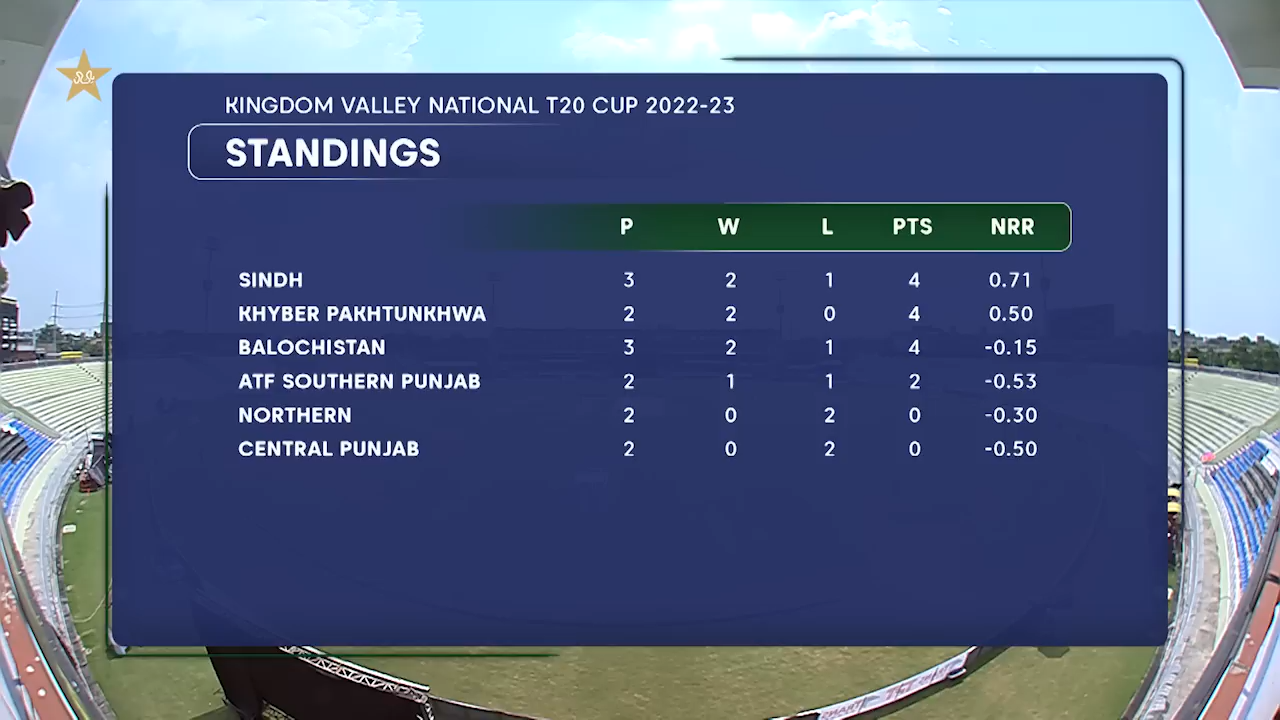 KINGDOM VALLEY NATIONAL T20 CUP 2022-23
STANDINGS
P W L PTS NRR
SINDH 3 2 1 4 0.71
KHYBER PAKHTUNKHWA 2 2 0 4 0.50
BALOCHISTAN 3 2 1 4 -0.15
ATF SOUTHERN PUNJAB 2 1 1 2 -0.53
NORTHERN 2 0 2 0 -0.30
CENTRAL PUNJAB 2 0 2 0 -0.50